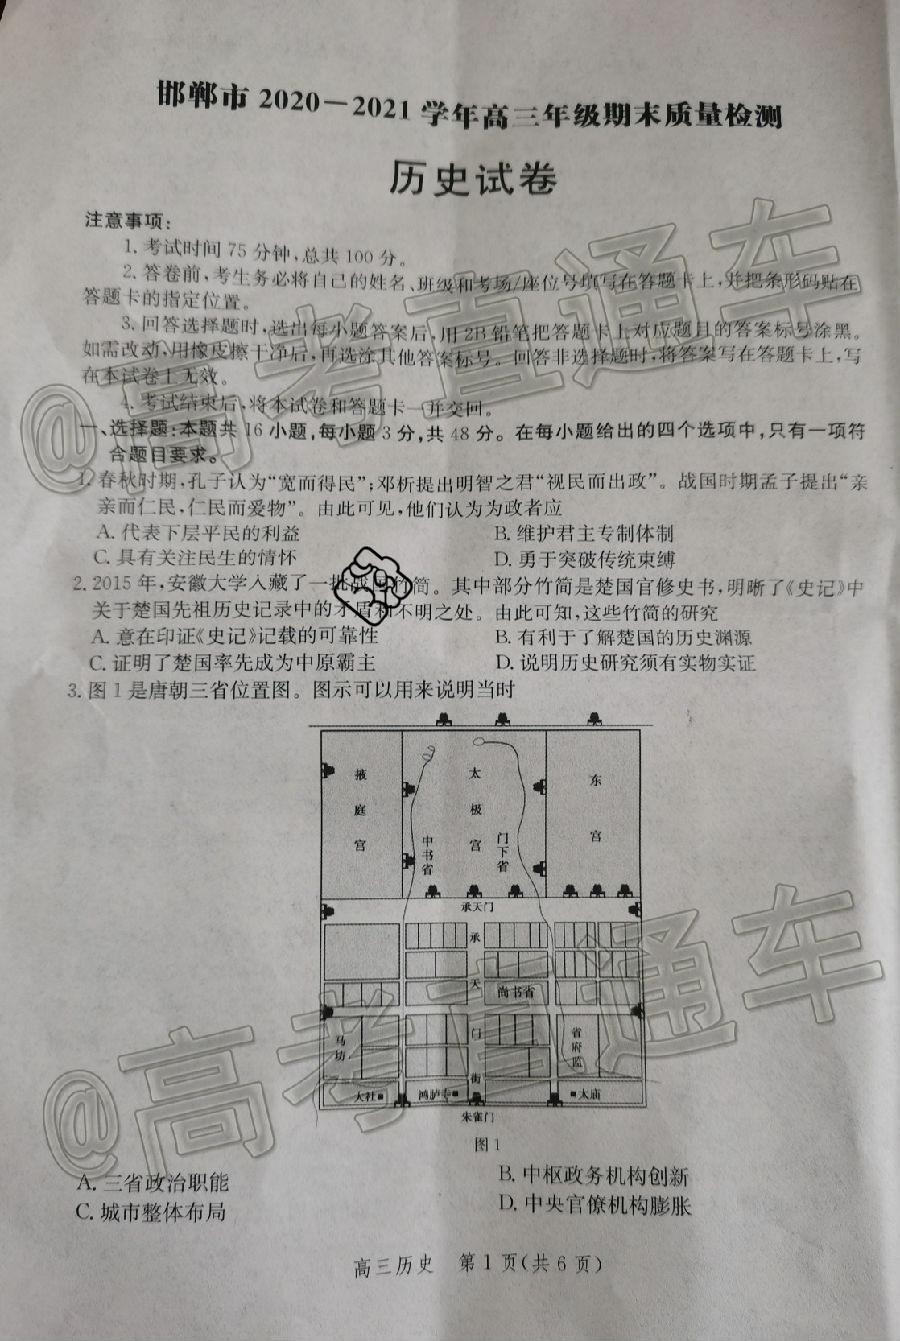 邯郸市 2020—2021 学年高三年级期末质量检测
历史试卷
注意事项：
1. 考试时间 75 分钟，总共 100 分。
2. 答卷前，考生务必将自己的姓名、班级和考场/座位号填写在答题卡上，并把条形码贴在
答题卡的指定位置。
3. 回答选择题时，选出每小题答案后，用 2B 铅笔把答题卡上对应题目的答案标号涂黑。
如需改动，用橡皮擦干净后，再选涂其他答案标号。回答非选择题时，将答案写在答题卡上，写
在本试卷上无效。
4. 考试结束后，将本试卷和答题卡一并交回。
一、选择题：本题共 16 小题，每小题 3 分，共 48 分。在每小题给出的四个选项中，只有一项符
合题目要求。
1. 春秋时期，孔子认为“宽而得民”；邓析提出明智之君“视民而出政”。战国时期孟子提出“亲
亲而仁民，仁民而爱物”。由此可见，他们认为为政者应
A. 代表下层平民的利益 B. 维护君主专制体制
C. 具有关注民生的情怀 D. 勇于突破传统束缚
2. 2015 年，安徽大学入藏了一批战国竹简。其中部分竹简是楚国官修史书，明晰了《史记》中
关于楚国先祖历史记录中的矛盾和不明之处。由此可知，这些竹简的研究
A. 意在印证《史记》记载的可靠性 B. 有利于了解楚国的历史渊源
C. 证明了楚国率先成为中原霸主 D. 说明历史研究须有实物实证
3. 图 1 是唐朝三省位置图。图示可以用来说明当时
掖庭宫
太极宫
东宫
中书省
门下省
承天门
承天门街
尚书省
马坊
省府监
大社
鸿胪寺
太庙
朱雀门
图 1
A. 三省政治职能 B. 中枢政务机构创新
C. 城市整体布局 D. 中央官僚机构膨胀
高三历史 第 1 页（共 6 页）
@高考直通车
@高考直通车